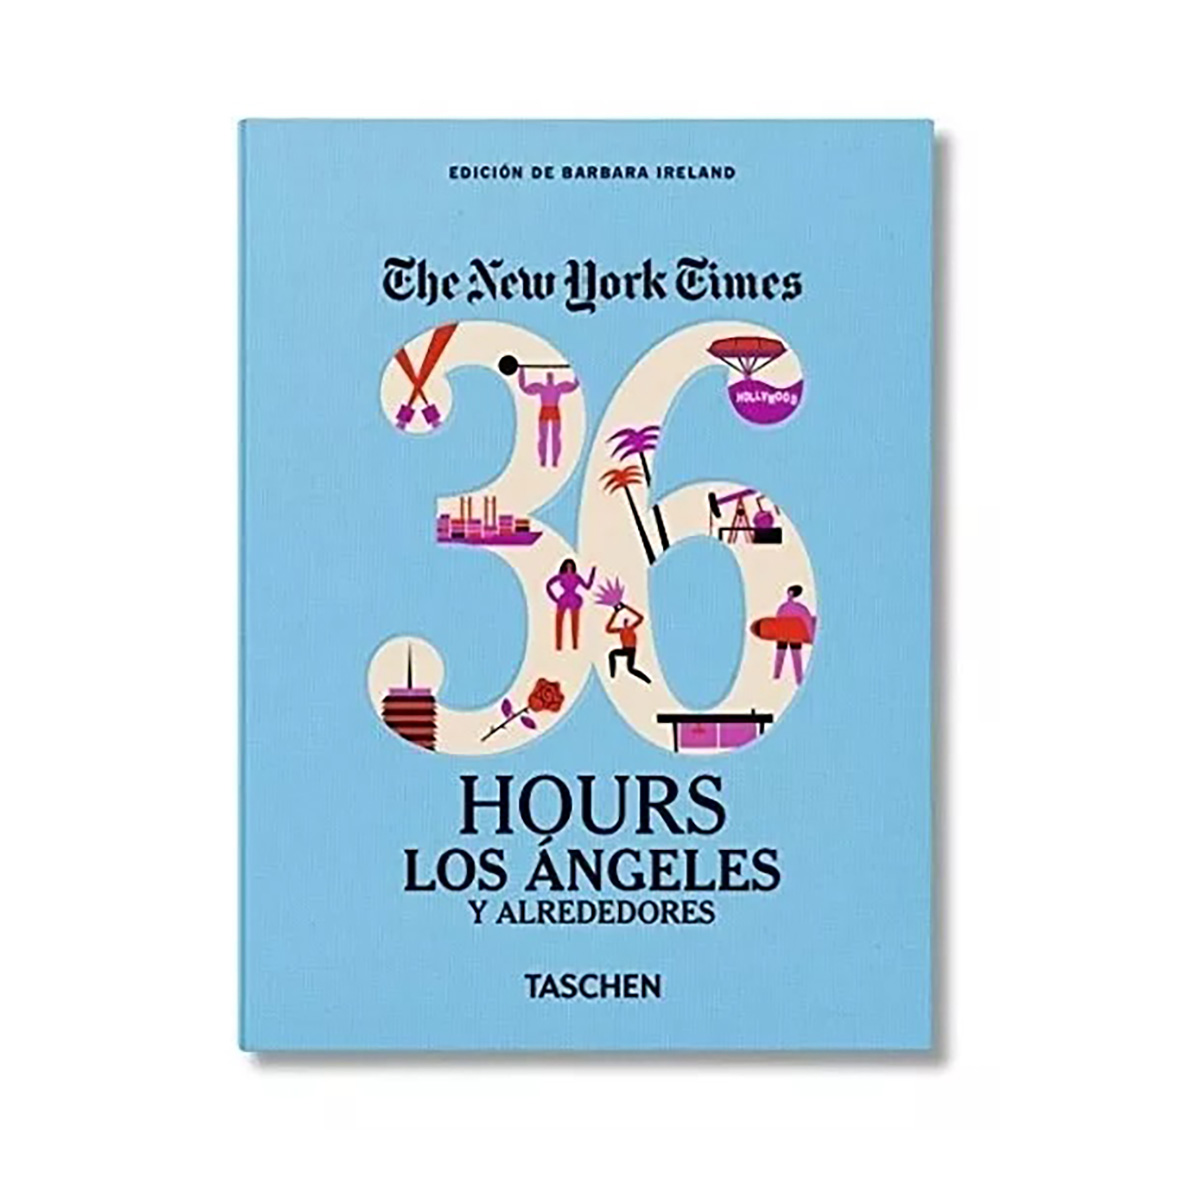 EDICIÓN DE BARBARA IRELAND
The New York Times
36
HOLLYWOOD
HOURS
LOS ÁNGELES
Y ALREDEDORES
TASCHEN